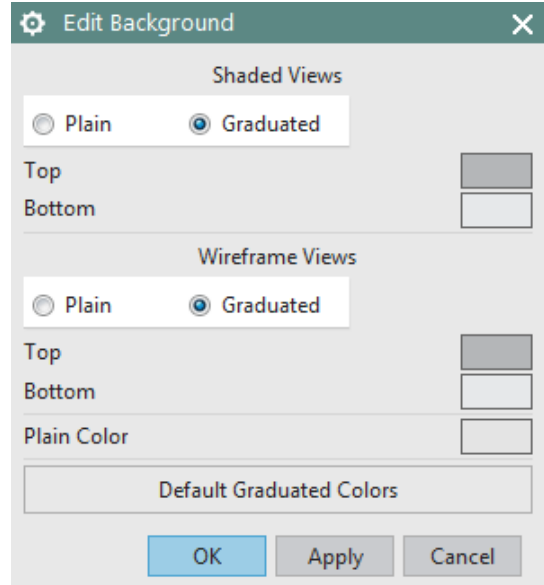 Edit Background
Shaded Views
Plain Graduated
Top
Bottom
Wireframe Views
Plain Graduated
Top
Bottom
Plain Color
Default Graduated Colors
OK Apply Cancel